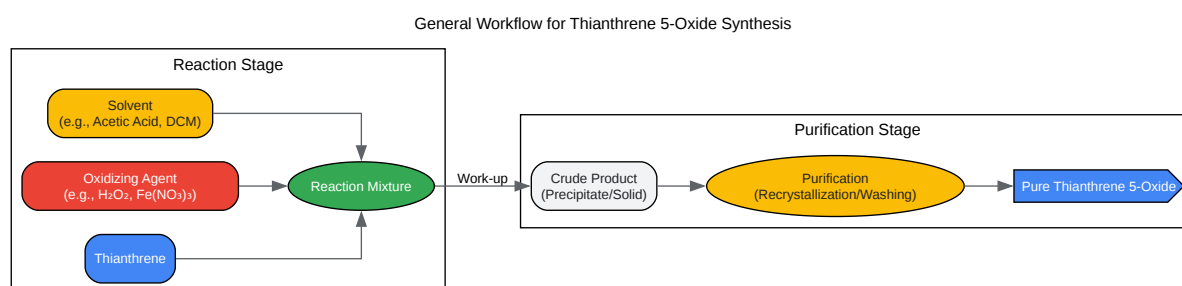 General Workflow for Thianthrene 5-Oxide Synthesis
Reaction Stage
Solvent
(e.g., Acetic Acid, DCM)
Oxidizing Agent
(e.g., H₂O₂, Fe(NO₃)₃)
Thianthrene
Reaction Mixture
Work-up
Purification Stage
Crude Product
(Precipitate/Solid)
Purification
(Recrystallization/Washing)
Pure Thianthrene 5-Oxide